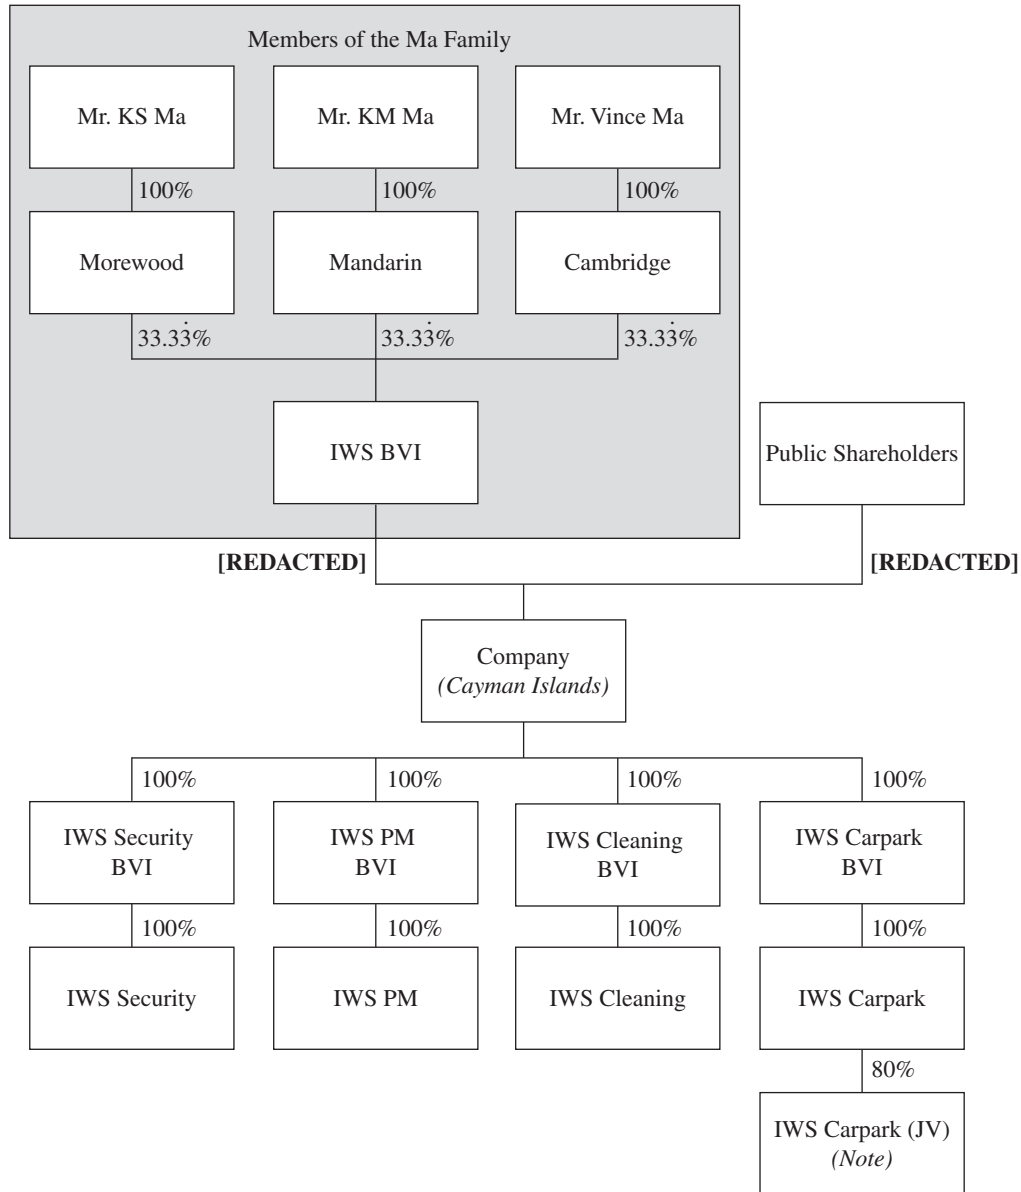 Members of the Ma Family
Mr. KS Ma
Mr. KM Ma
Mr. Vince Ma
100%
100%
100%
Morewood
Mandarin
Cambridge
33.33̇%
33.33̇%
33.33̇%
IWS BVI
Public Shareholders
[REDACTED]
[REDACTED]
Company
(Cayman Islands)
100%
100%
100%
100%
IWS Security
BVI
IWS PM
BVI
IWS Cleaning
BVI
IWS Carpark
BVI
100%
100%
100%
100%
IWS Security
IWS PM
IWS Cleaning
IWS Carpark
80%
IWS Carpark (JV)
(Note)